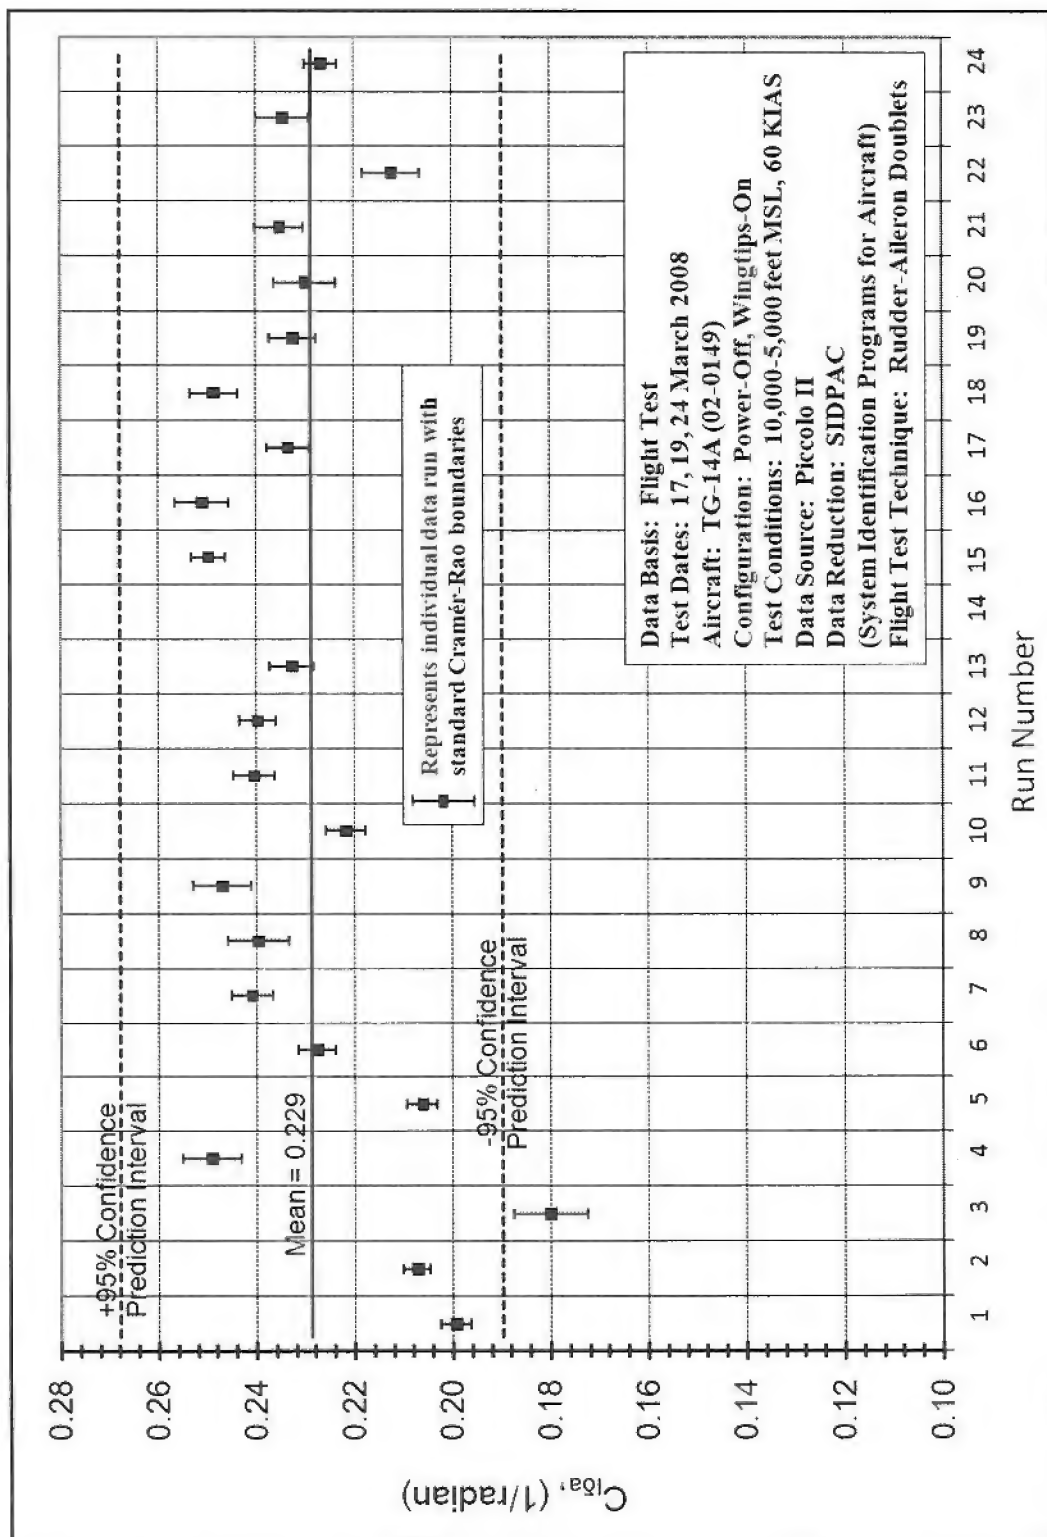 C_lδa, (1/radian)
0.28
0.26
0.24
0.22
0.20
0.18
0.16
0.14
0.12
0.10
+95% Confidence
Prediction Interval
Mean = 0.229
-95% Confidence
Prediction Interval
Represents individual data run with
standard Cramér-Rao boundaries
Data Basis: Flight Test
Test Dates: 17, 19, 24 March 2008
Aircraft: TG-14A (02-0149)
Configuration: Power-Off, Wingtips-On
Test Conditions: 10,000-5,000 feet MSL, 60 KIAS
Data Source: Piccolo II
Data Reduction: SIDPAC
(System Identification Programs for Aircraft)
Flight Test Technique: Rudder-Aileron Doublets
1 2 3 4 5 6 7 8 9 10 11 12 13 14 15 16 17 18 19 20 21 22 23 24
Run Number